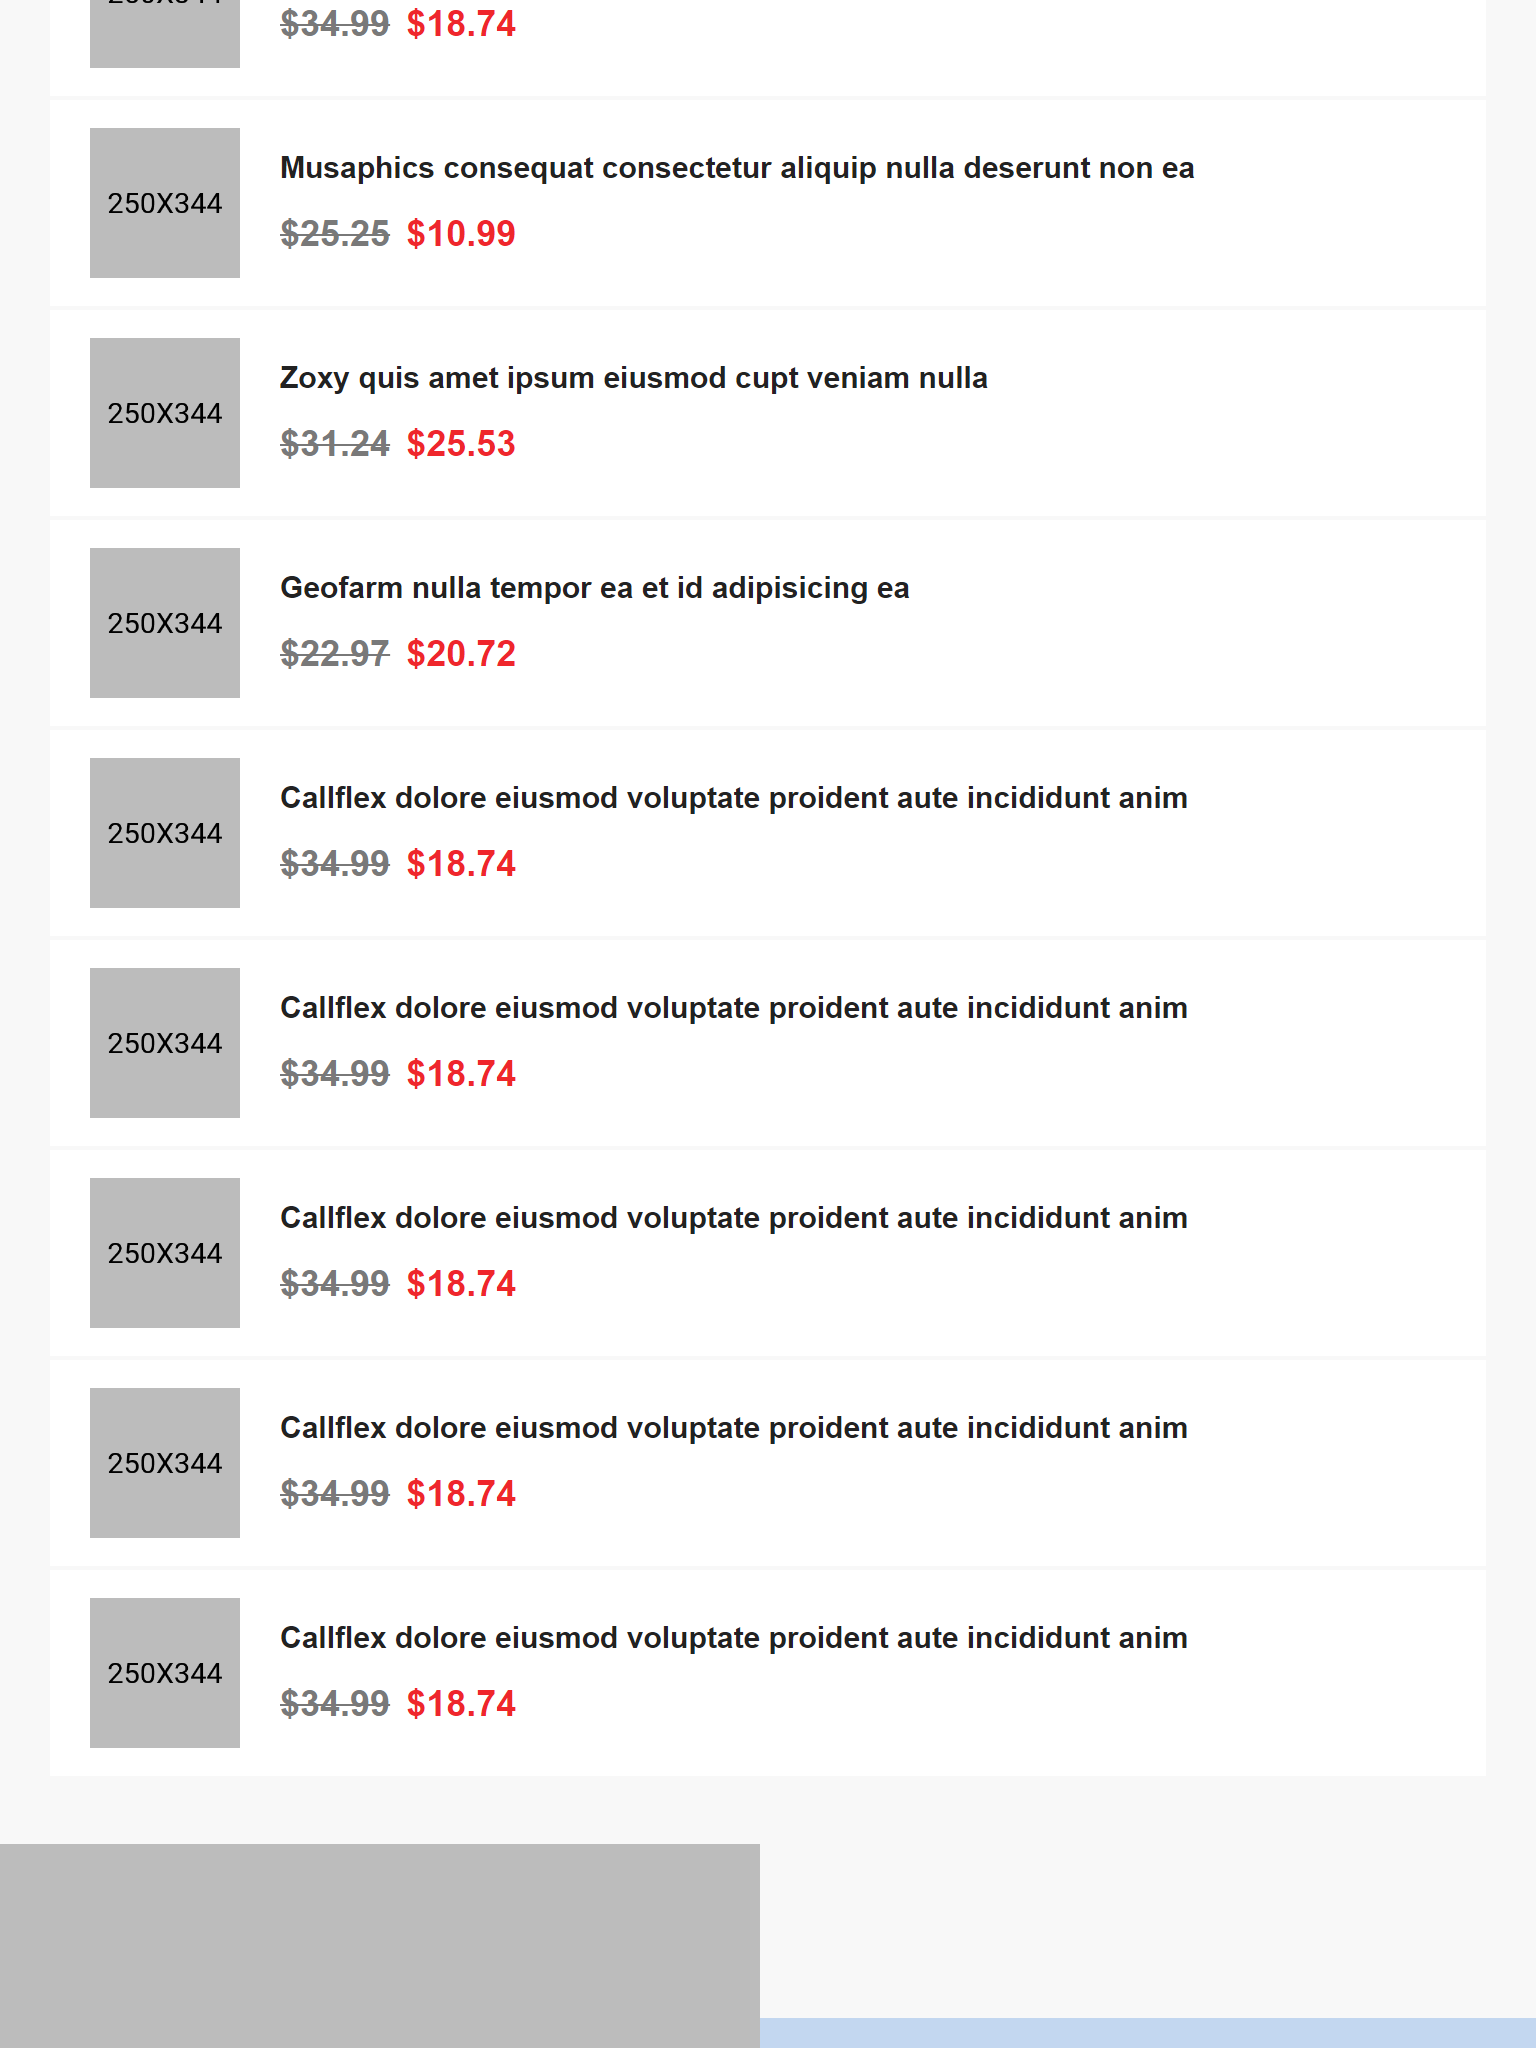 $34.99 $18.74
250X344
Musaphics consequat consectetur aliquip nulla deserunt non ea
$25.25 $10.99
250X344
Zoxy quis amet ipsum eiusmod cupt veniam nulla
$31.24 $25.53
250X344
Geofarm nulla tempor ea et id adipisicing ea
$22.97 $20.72
250X344
Callflex dolore eiusmod voluptate proident aute incididunt anim
$34.99 $18.74
250X344
Callflex dolore eiusmod voluptate proident aute incididunt anim
$34.99 $18.74
250X344
Callflex dolore eiusmod voluptate proident aute incididunt anim
$34.99 $18.74
250X344
Callflex dolore eiusmod voluptate proident aute incididunt anim
$34.99 $18.74
250X344
Callflex dolore eiusmod voluptate proident aute incididunt anim
$34.99 $18.74